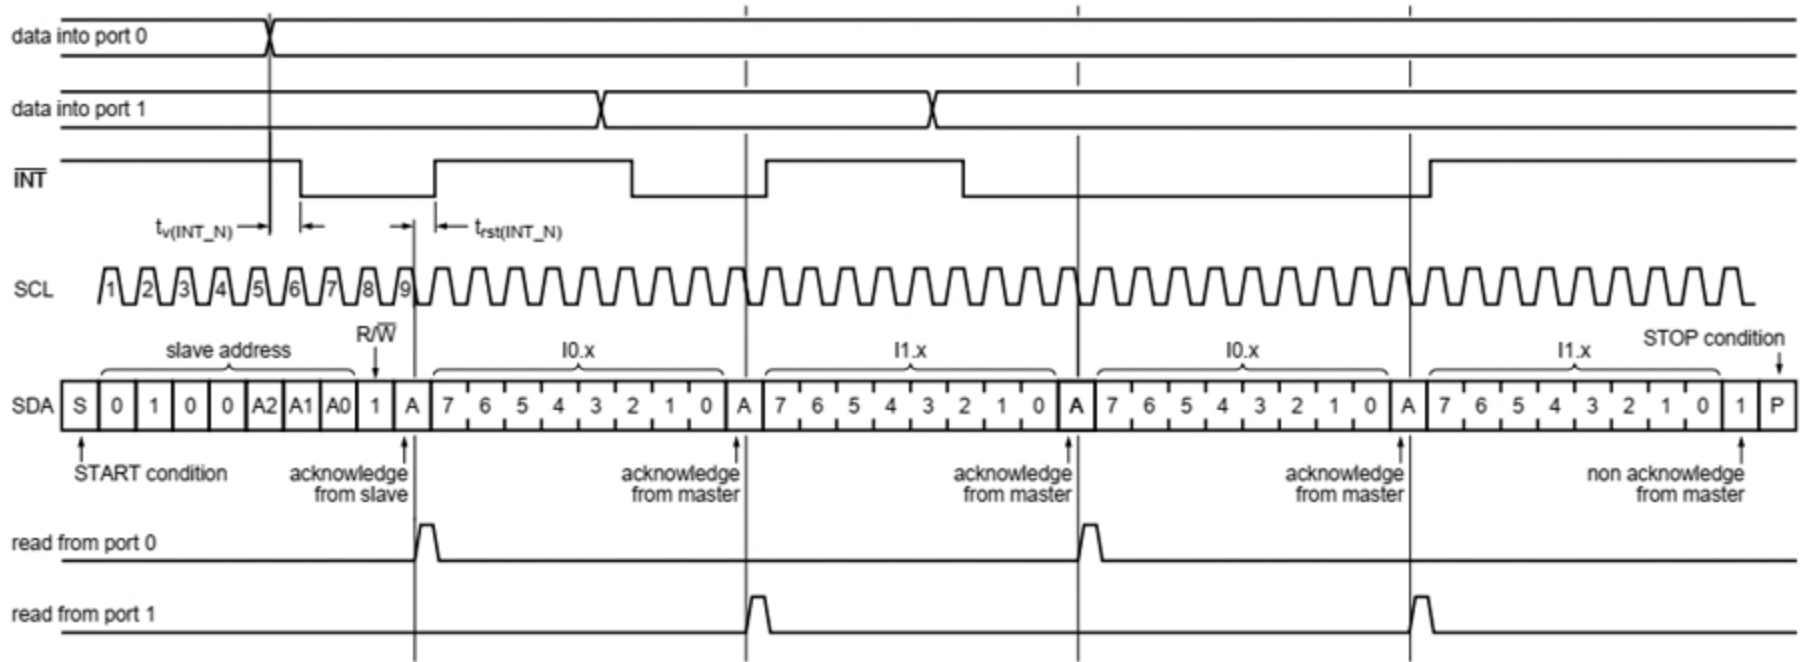 data into port 0
data into port 1
INT
tv(INT_N)
trst(INT_N)
SCL 1 2 3 4 5 6 7 8 9
R/W
STOP condition
slave address I0.x I1.x I0.x I1.x
SDA S 0 1 0 0 A2 A1 A0 1 A 7 6 5 4 3 2 1 0 A 7 6 5 4 3 2 1 0 A 7 6 5 4 3 2 1 0 A 7 6 5 4 3 2 1 0 1 P
START condition
acknowledge
from slave
acknowledge
from master
acknowledge
from master
acknowledge
from master
non acknowledge
from master
read from port 0
read from port 1